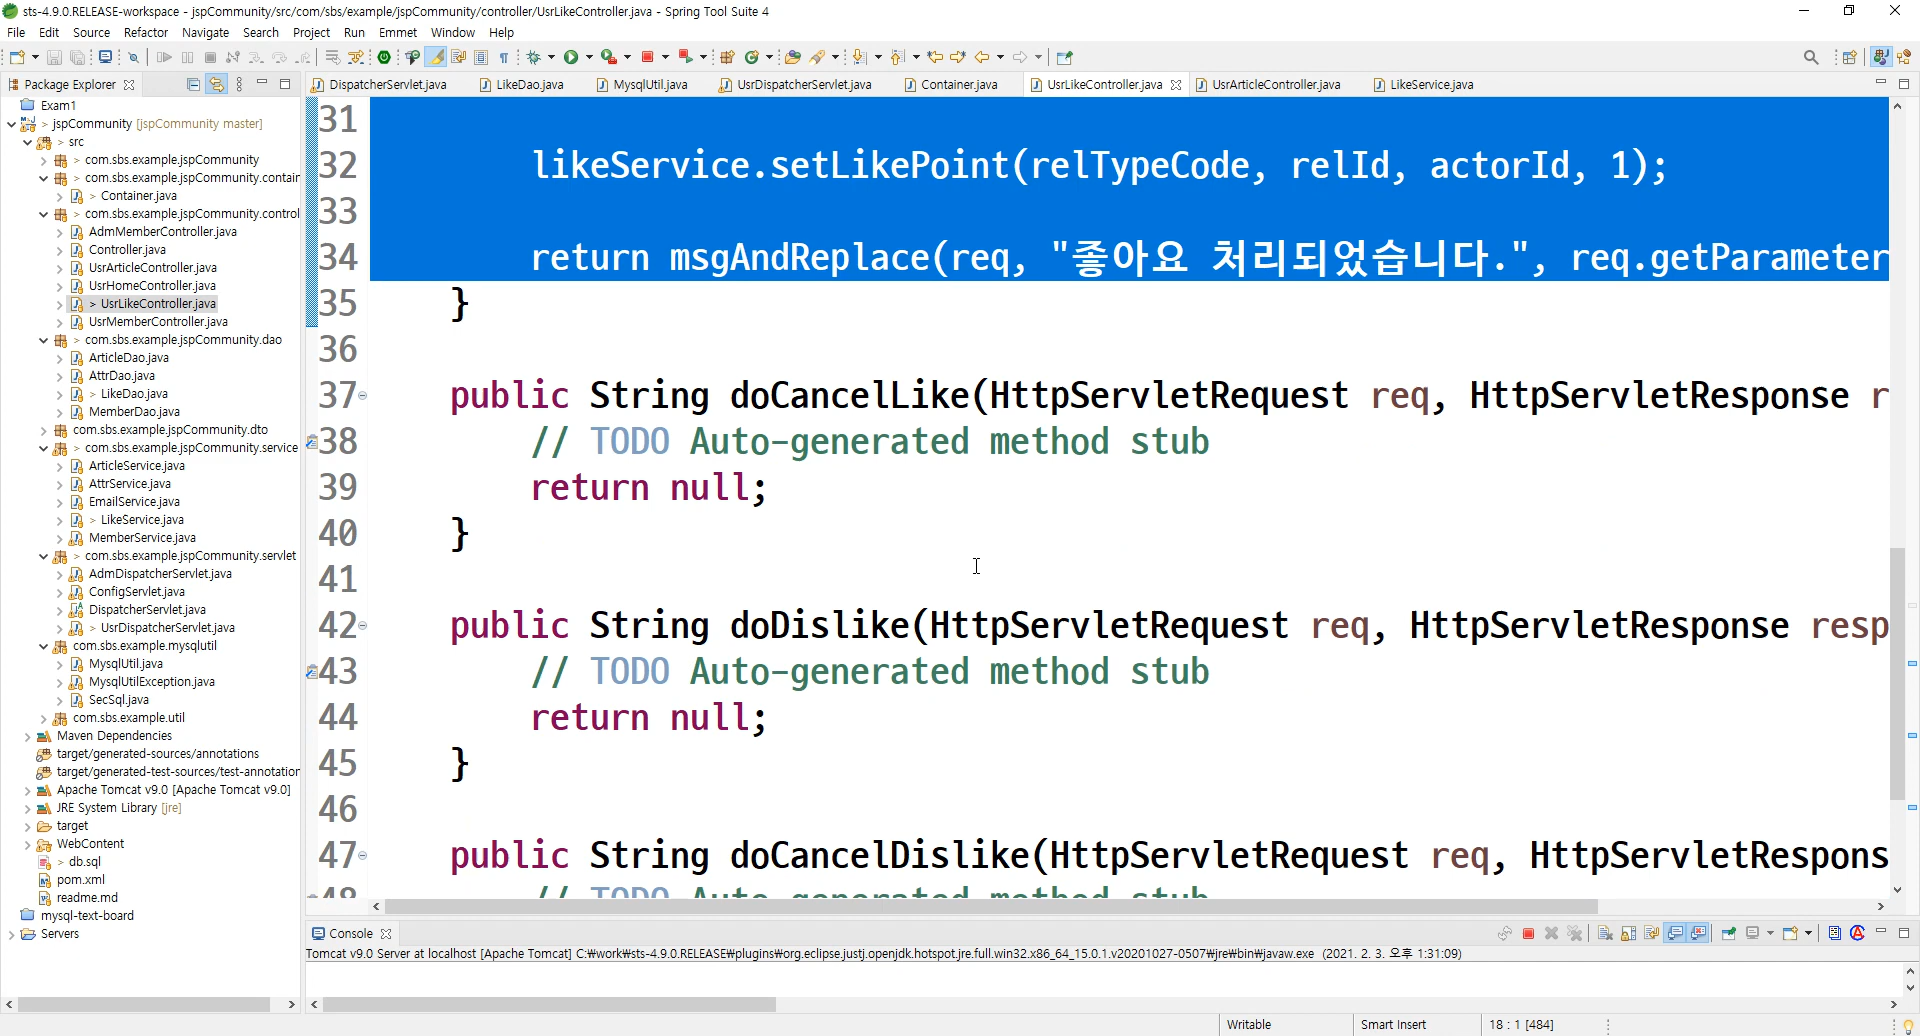 sts-4.9.0.RELEASE-workspace - jspCommunity/src/com/sbs/example/jspCommunity/controller/UsrLikeController.java - Spring Tool Suite 4
File Edit Source Refactor Navigate Search Project Run Emmet Window Help
Package Explorer
DispatcherServlet.java LikeDao.java MysqlUtil.java UsrDispatcherServlet.java Container.java UsrLikeController.java UsrArticleController.java LikeService.java
Exam1
> jspCommunity [jspCommunity master]
> src
> com.sbs.example.jspCommunity
> com.sbs.example.jspCommunity.contain
> Container.java
> com.sbs.example.jspCommunity.control
AdmMemberController.java
Controller.java
UsrArticleController.java
UsrHomeController.java
> UsrLikeController.java
UsrMemberController.java
> com.sbs.example.jspCommunity.dao
ArticleDao.java
AttrDao.java
> LikeDao.java
MemberDao.java
com.sbs.example.jspCommunity.dto
> com.sbs.example.jspCommunity.service
ArticleService.java
AttrService.java
EmailService.java
> LikeService.java
MemberService.java
> com.sbs.example.jspCommunity.servlet
AdmDispatcherServlet.java
ConfigServlet.java
DispatcherServlet.java
> UsrDispatcherServlet.java
com.sbs.example.mysqlutil
MysqlUtil.java
MysqlUtilException.java
SecSql.java
com.sbs.example.util
Maven Dependencies
target/generated-sources/annotations
target/generated-test-sources/test-annotation
Apache Tomcat v9.0 [Apache Tomcat v9.0]
JRE System Library [jre]
target
WebContent
> db.sql
pom.xml
readme.md
mysql-text-board
Servers
31
32 likeService.setLikePoint(relTypeCode, relId, actorId, 1);
33
34 return msgAndReplace(req, "좋아요 처리되었습니다.", req.getParameter
35 }
36
37 public String doCancelLike(HttpServletRequest req, HttpServletResponse r
38 // TODO Auto-generated method stub
39 return null;
40 }
41
42 public String doDislike(HttpServletRequest req, HttpServletResponse resp
43 // TODO Auto-generated method stub
44 return null;
45 }
46
47 public String doCancelDislike(HttpServletRequest req, HttpServletRespons
48 // TODO Auto-generated method stub
Console
Tomcat v9.0 Server at localhost [Apache Tomcat] C:₩work₩sts-4.9.0.RELEASE₩plugins₩org.eclipse.justj.openjdk.hotspot.jre.full.win32.x86_64_15.0.1.v20201027-0507₩jre₩bin₩javaw.exe (2021. 2. 3. 오후 1:31:09)
Writable Smart Insert 18 : 1 [484]